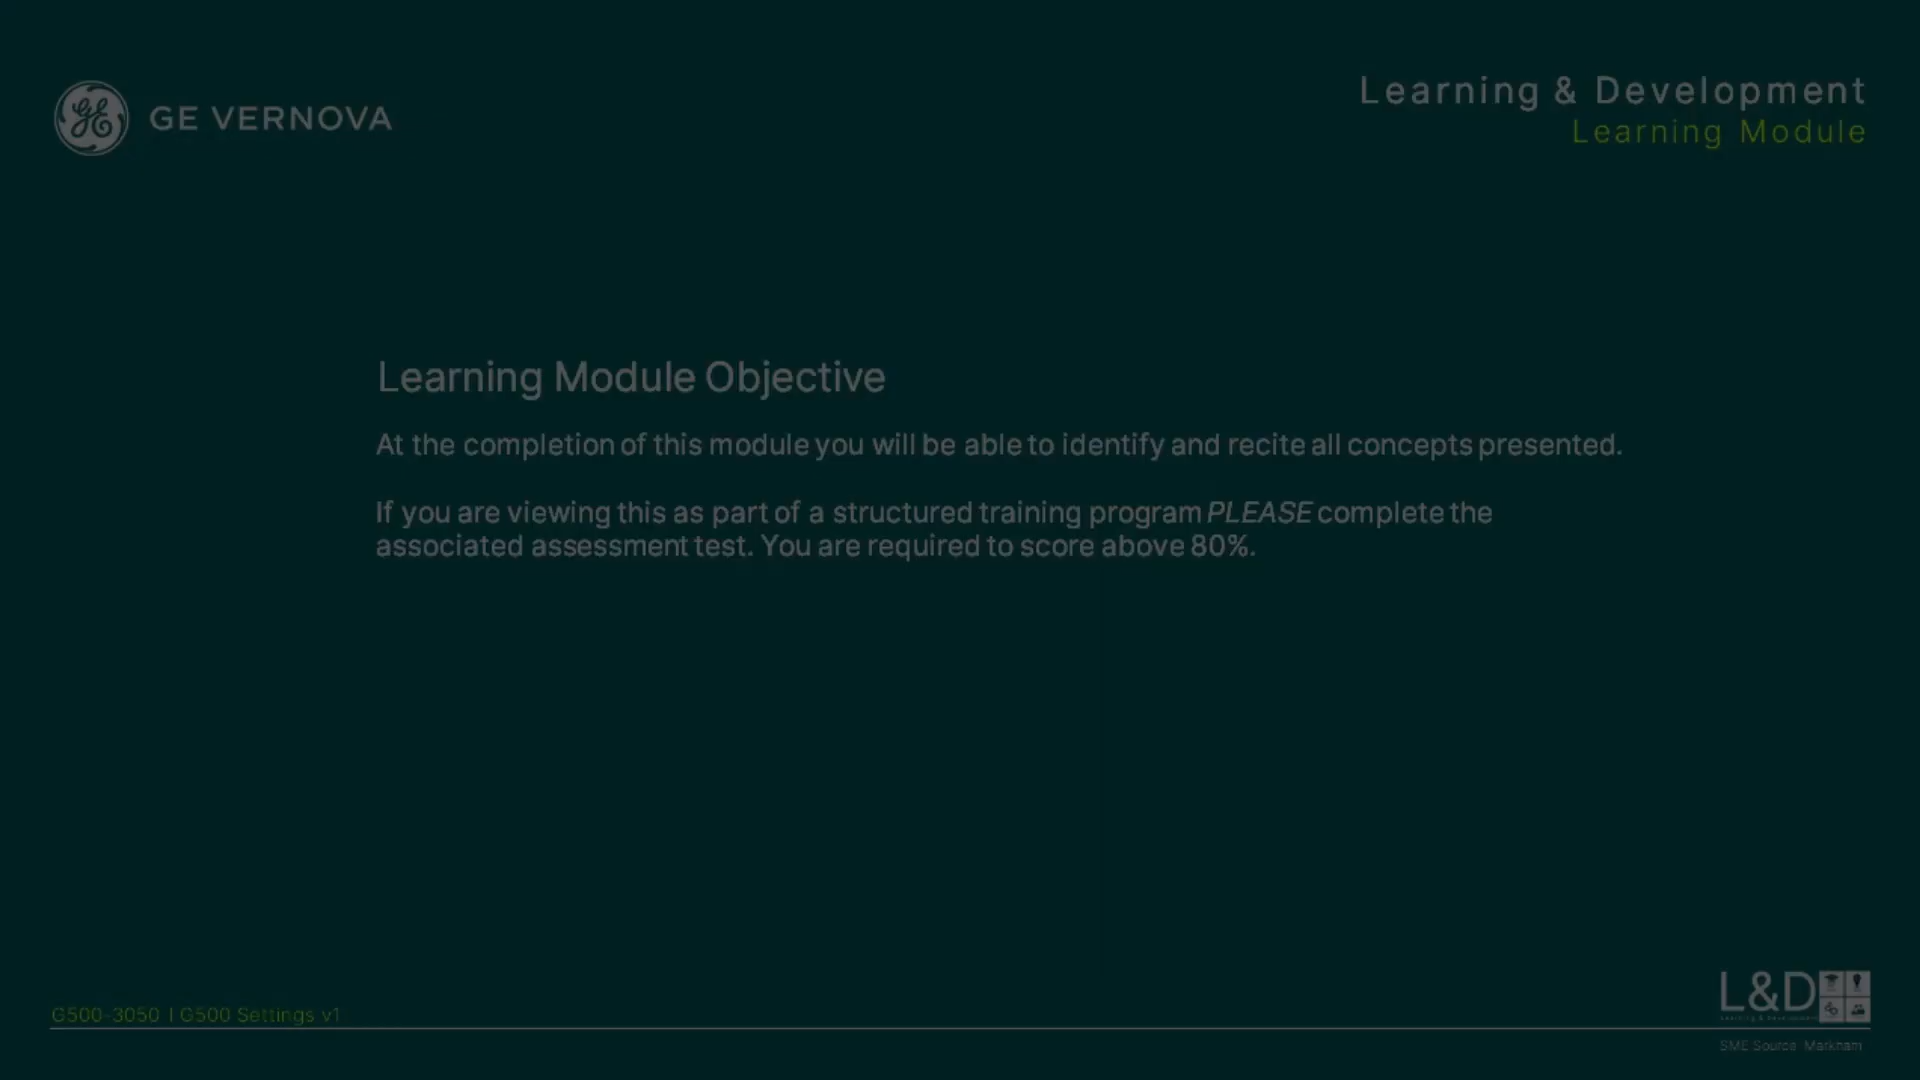 GE VERNOVA
Learning & Development
Learning Module
Learning Module Objective
At the completion of this module you will be able to identify and recite all concepts presented.
If you are viewing this as part of a structured training program PLEASE complete the
associated assessment test. You are required to score above 80%.
G500-3050 | G500 Settings v1
L&D
Learning & Development
SME Source: Markham